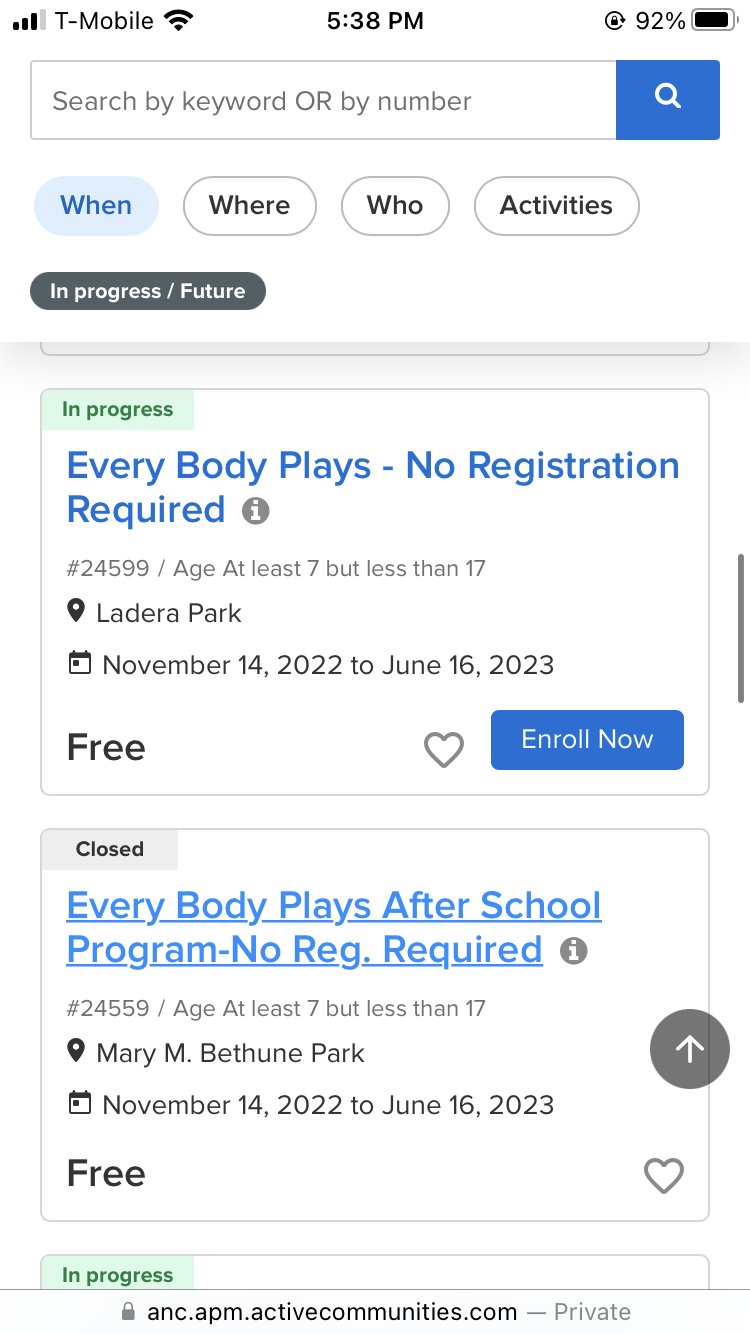 T-Mobile 5:38 PM 92%
Search by keyword OR by number
When Where Who Activities
In progress / Future
In progress
Every Body Plays - No Registration
Required
#24599 / Age At least 7 but less than 17
Ladera Park
November 14, 2022 to June 16, 2023
Free Enroll Now
Closed
Every Body Plays After School
Program-No Reg. Required
#24559 / Age At least 7 but less than 17
Mary M. Bethune Park
November 14, 2022 to June 16, 2023
Free
In progress
anc.apm.activecommunities.com — Private